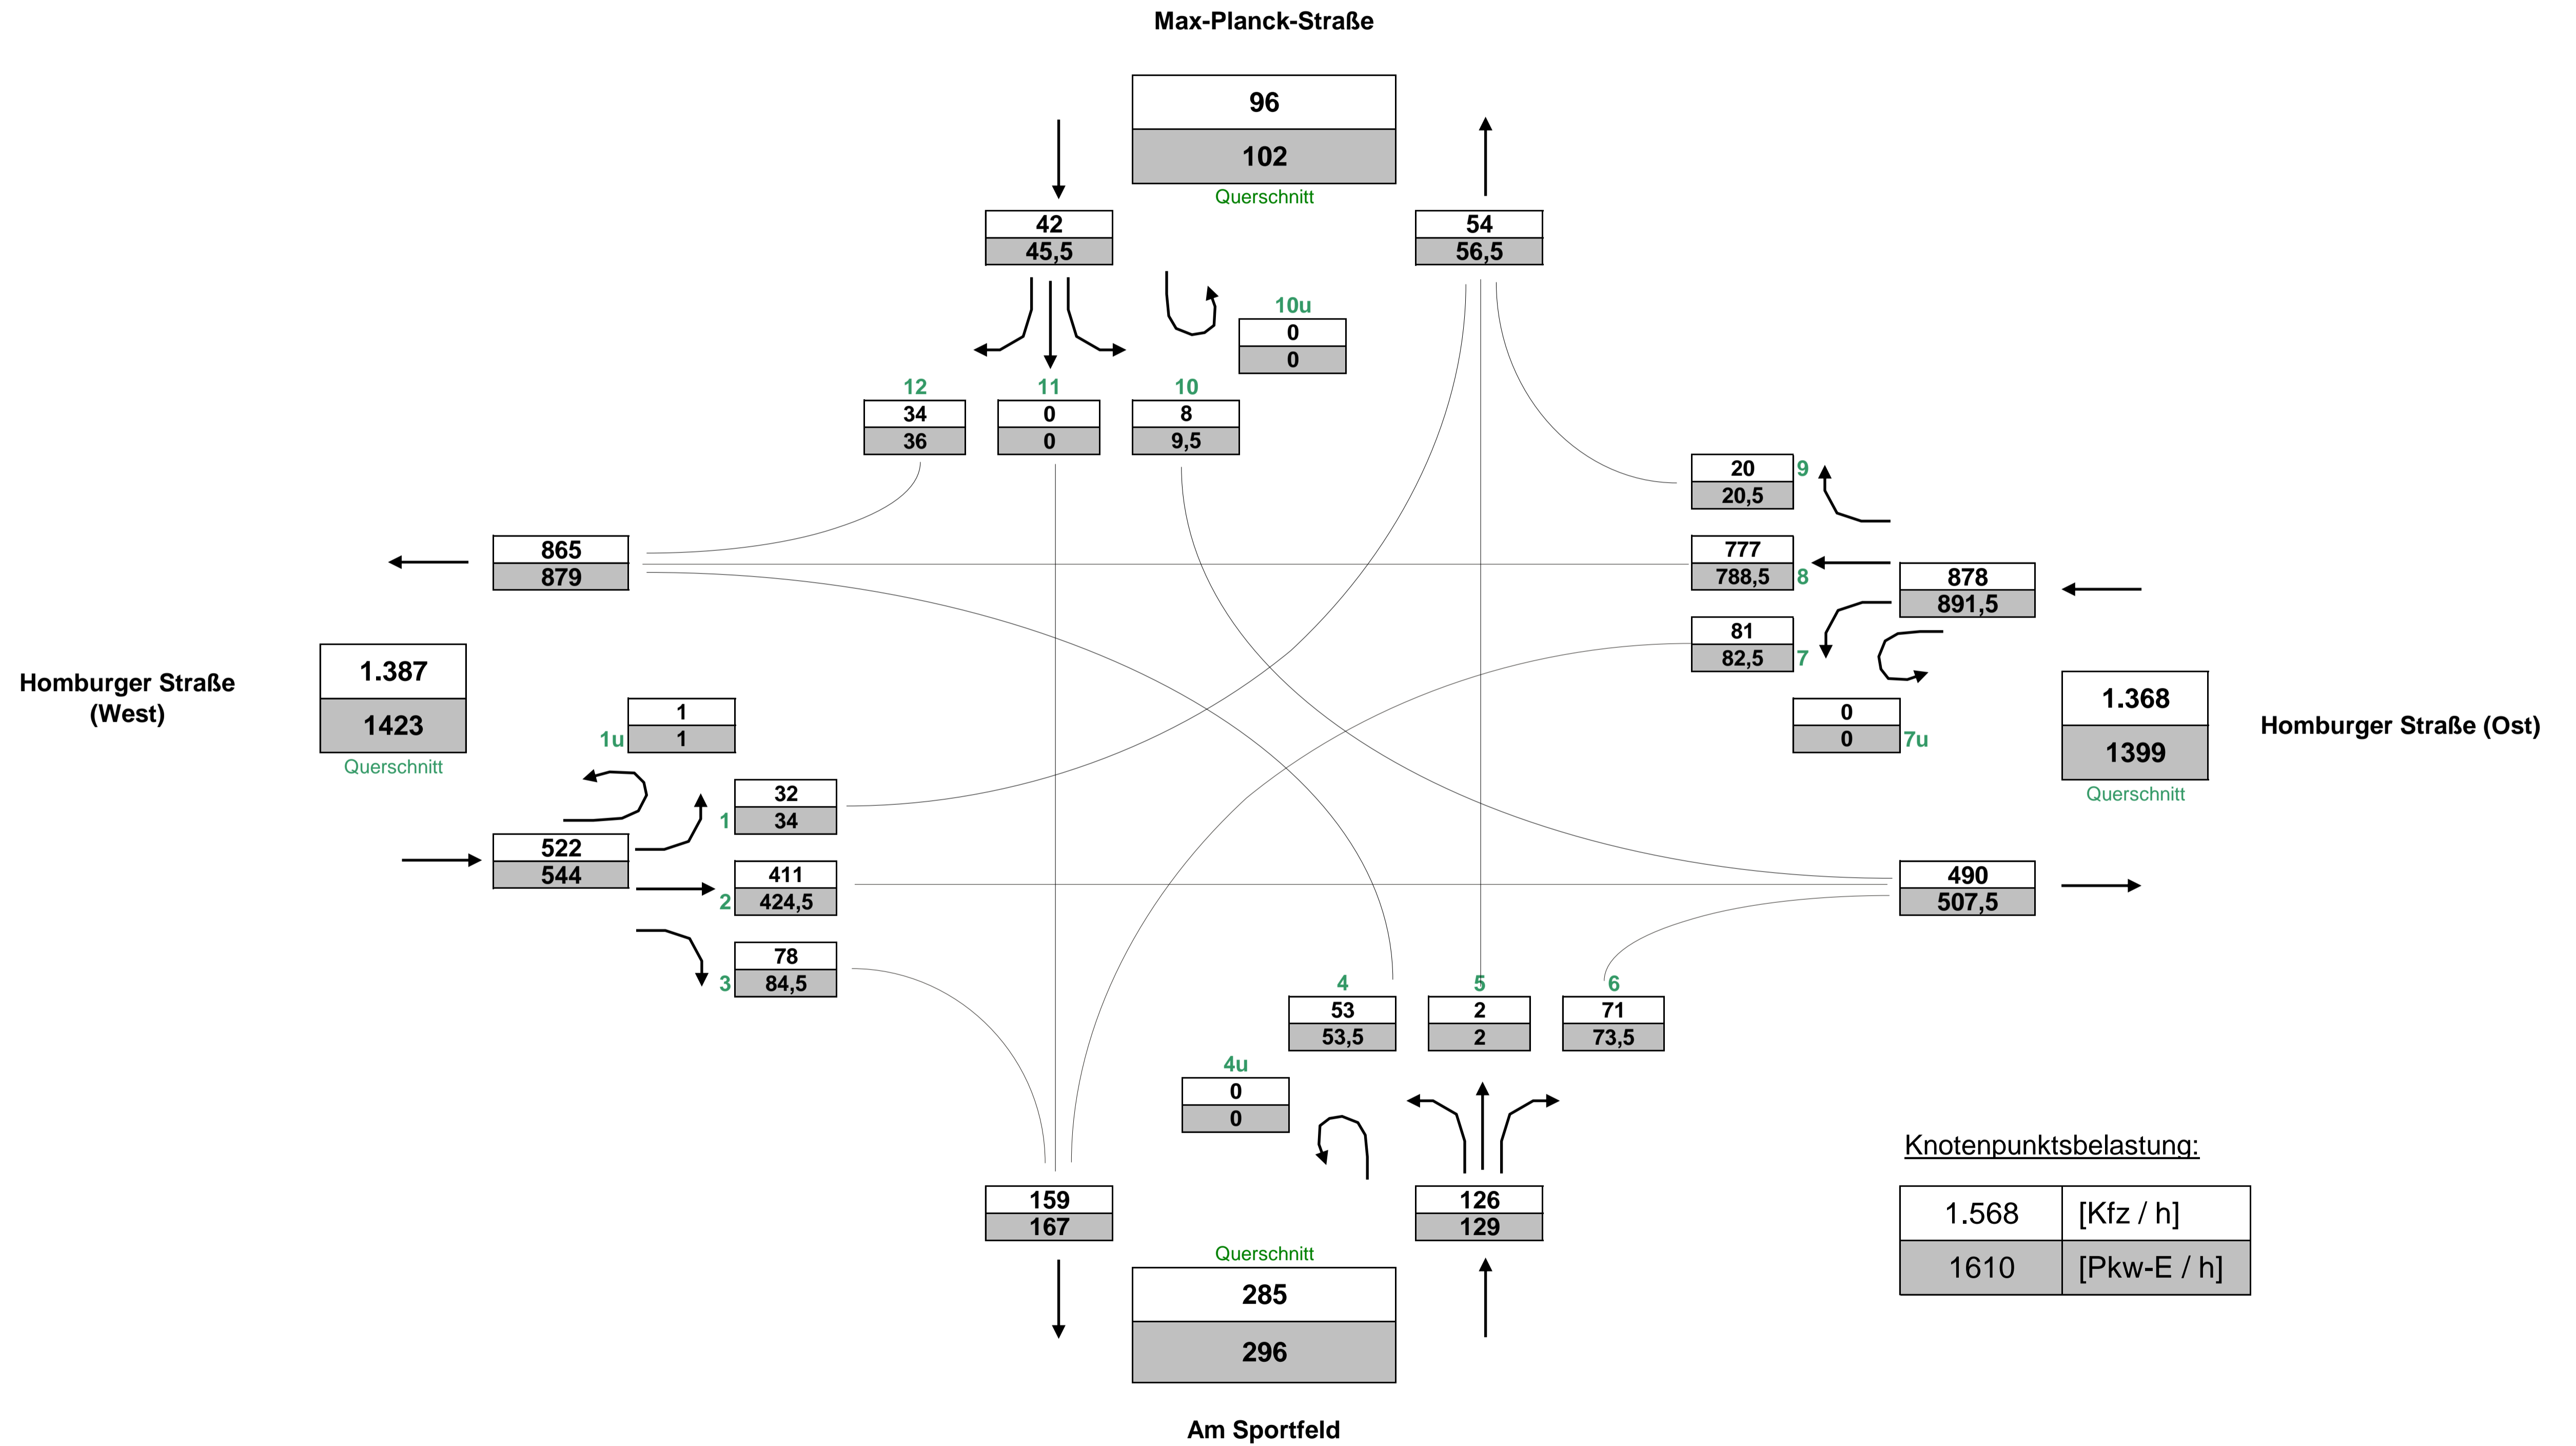 Max-Planck-Straße
96
102
Querschnitt
42
45,5
54
56,5
10u
0
0
12 11 10
34 0 8
36 0 9,5
20 9
20,5
865
879
777
788,5 8
878
891,5
81
82,5 7
Homburger Straße
(West)
1.387
1423
Querschnitt
1
1u 1
0
0 7u
1.368
1399
Querschnitt
Homburger Straße (Ost)
32
1 34
522
544
411
2 424,5
490
507,5
78
3 84,5
4 5 6
53 2 71
53,5 2 73,5
4u
0
0
159
167
126
129
Querschnitt
285
296
Knotenpunktsbelastung:
1.568 [Kfz / h]
1610 [Pkw-E / h]
Am Sportfeld